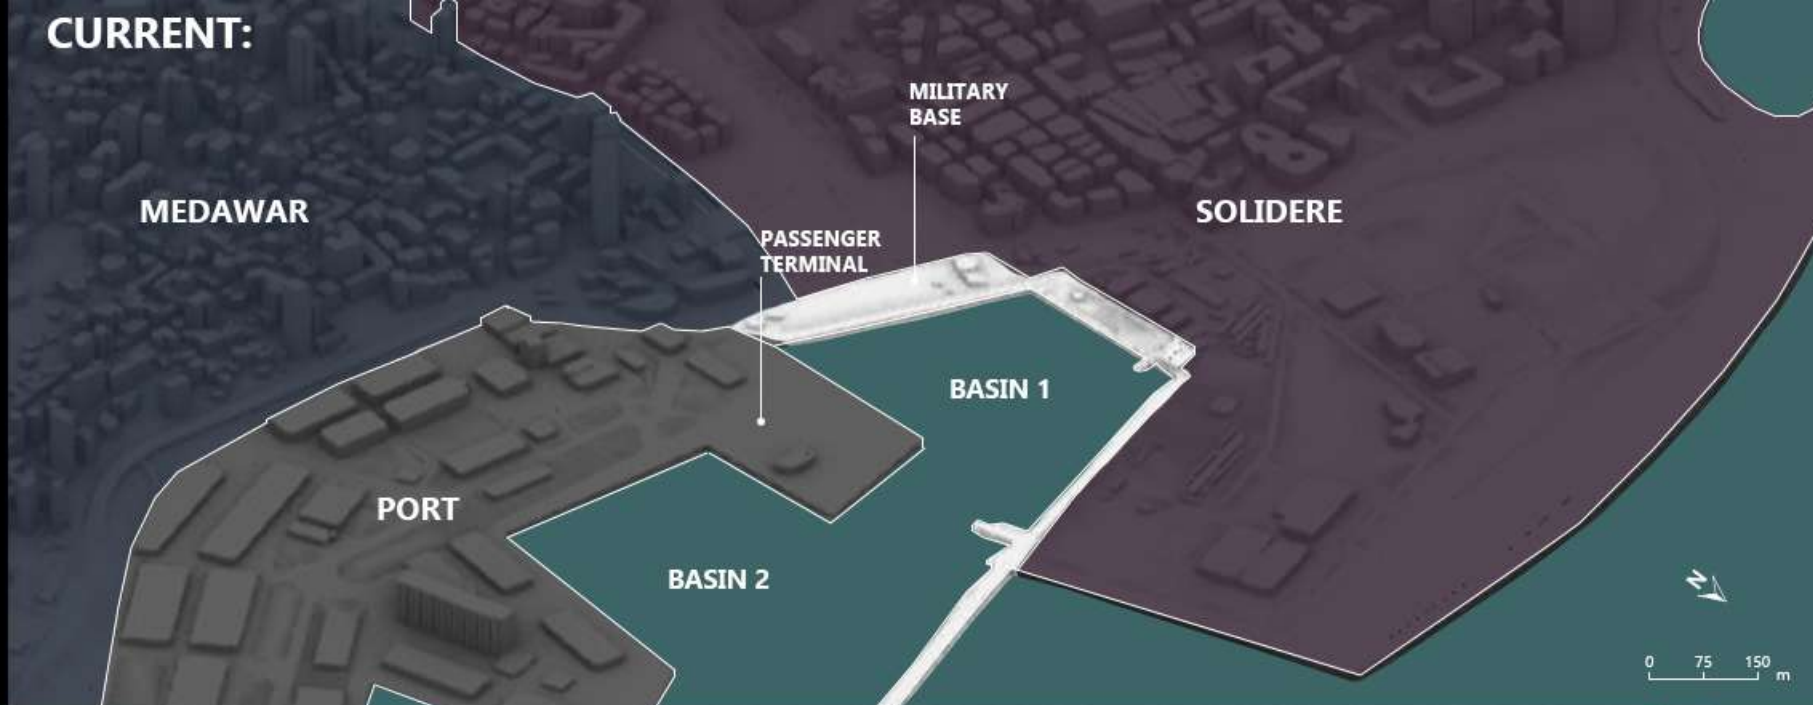 CURRENT:
MILITARY
BASE
MEDAWAR
SOLIDERE
PASSENGER
TERMINAL
BASIN 1
PORT
BASIN 2
N
0 75 150
m